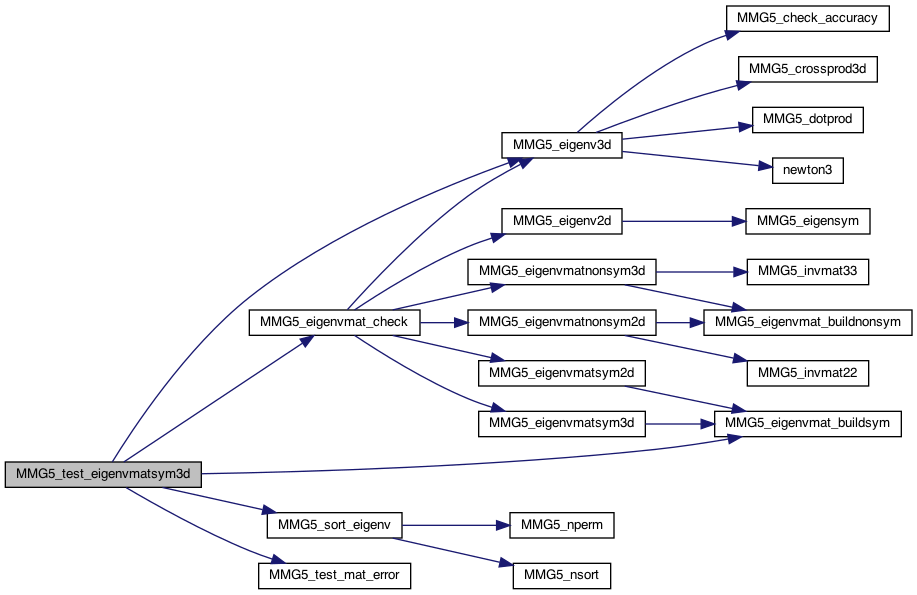 MMG5_check_accuracy
MMG5_crossprod3d
MMG5_dotprod
MMG5_eigenv3d
newton3
MMG5_eigenv2d
MMG5_eigensym
MMG5_eigenvmatnonsym3d
MMG5_invmat33
MMG5_eigenvmat_check
MMG5_eigenvmatnonsym2d
MMG5_eigenvmat_buildnonsym
MMG5_eigenvmatsym2d
MMG5_invmat22
MMG5_eigenvmatsym3d
MMG5_eigenvmat_buildsym
MMG5_test_eigenvmatsym3d
MMG5_sort_eigenv
MMG5_nperm
MMG5_test_mat_error
MMG5_nsort